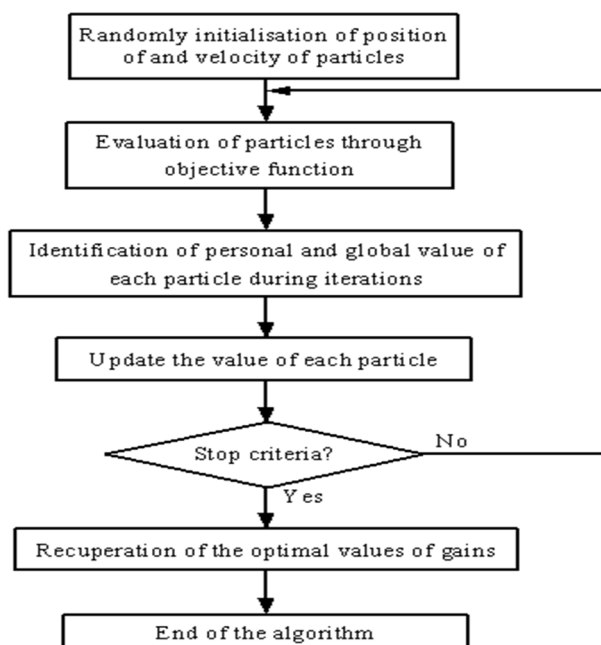 Randomly initialisation of position
of and velocity of particles
Evaluation of particles through
objective function
Identification of personal and global value of
each particle during iterations
Update the value of each particle
Stop criteria?
No
Yes
Recuperation of the optimal values of gains
End of the algorithm